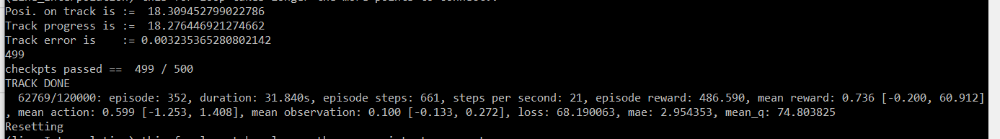 (line_interpolation) this for loop takes longer the more points to connect..
Posi. on track is := 18.309452799022786
Track progress is := 18.276446921274662
Track error is    := 0.003235365280802142
499
checkpts passed ==  499 / 500
TRACK DONE
  62769/120000: episode: 352, duration: 31.840s, episode steps: 661, steps per second: 21, episode reward: 486.590, mean reward: 0.736 [-0.200, 60.912]
, mean action: 0.599 [-1.253, 1.408], mean observation: 0.100 [-0.133, 0.272], loss: 68.190063, mae: 2.954353, mean_q: 74.803825
Resetting